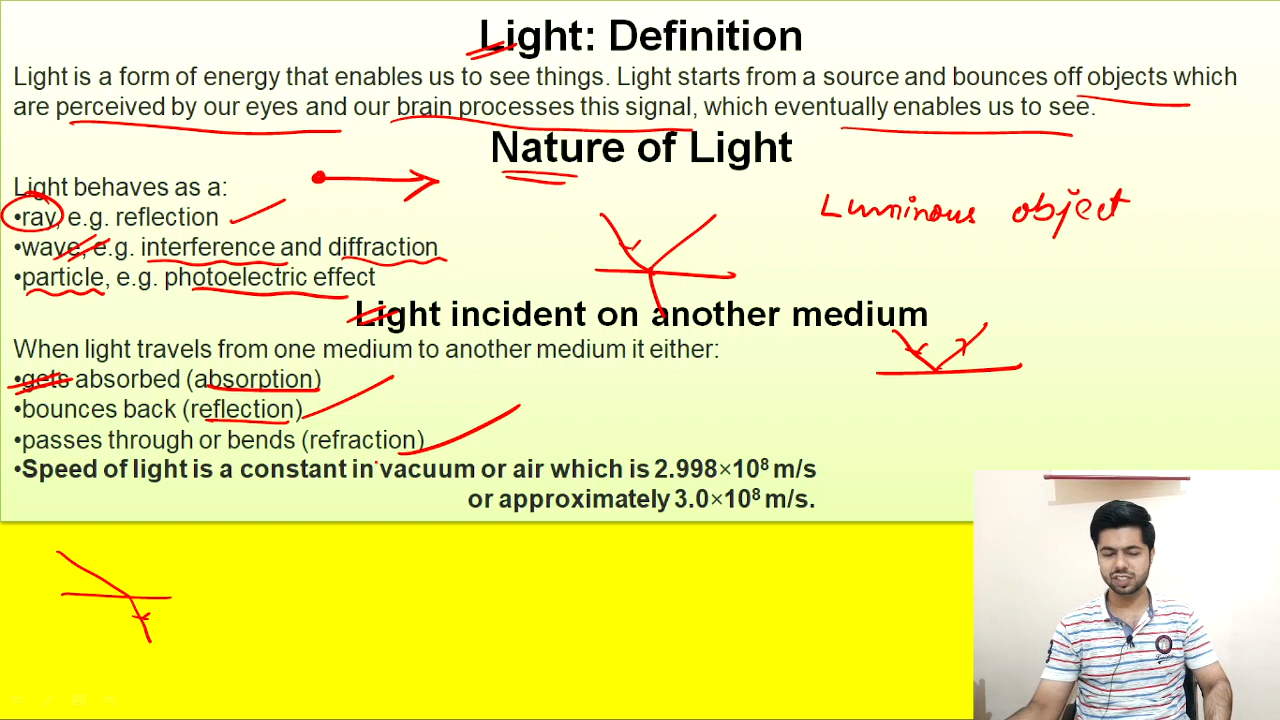 Light: Definition
Light is a form of energy that enables us to see things. Light starts from a source and bounces off objects which
are perceived by our eyes and our brain processes this signal, which eventually enables us to see.
Nature of Light
Light behaves as a:
•ray, e.g. reflection
Luminous object
•wave, e.g. interference and diffraction
•particle, e.g. photoelectric effect
Light incident on another medium
When light travels from one medium to another medium it either:
•gets absorbed (absorption)
•bounces back (reflection)
•passes through or bends (refraction)
•Speed of light is a constant in vacuum or air which is 2.998×10⁸ m/s
or approximately 3.0×10⁸ m/s.